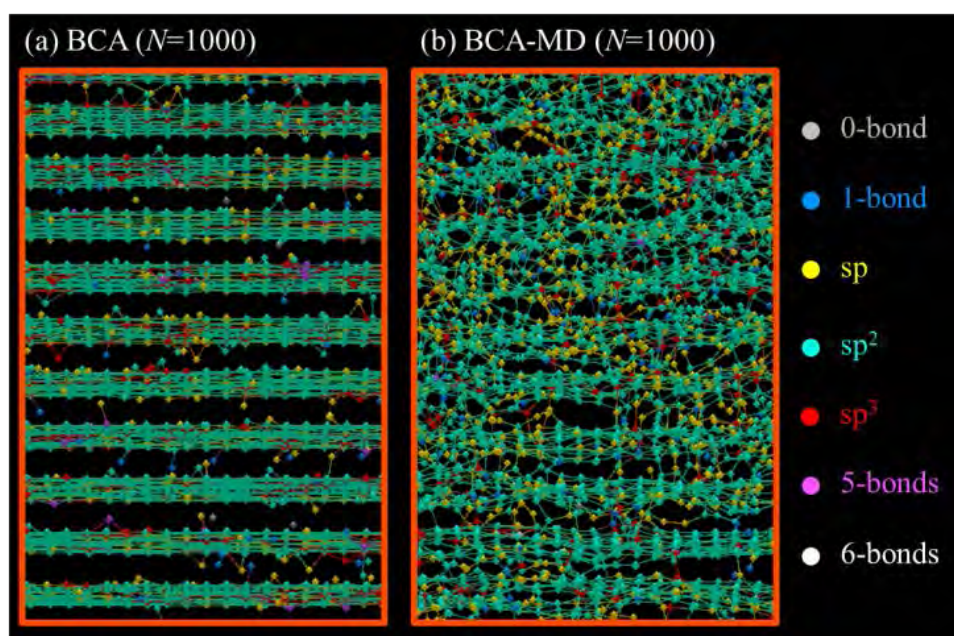 (a) BCA (N=1000)
(b) BCA-MD (N=1000)
0-bond
1-bond
sp
sp²
sp³
5-bonds
6-bonds